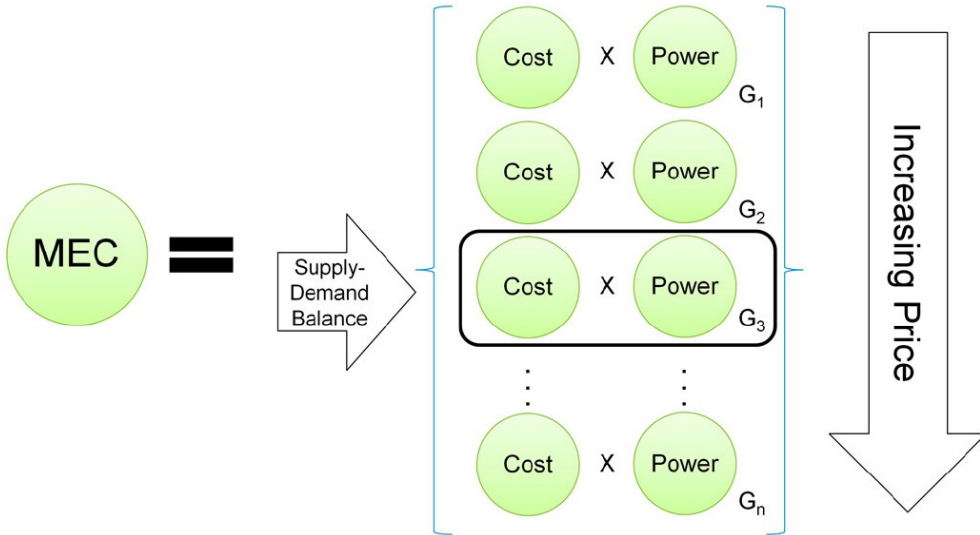 MEC
=
Supply-
Demand
Balance
Cost X Power G₁
Cost X Power G₂
Cost X Power G₃
Cost X Power Gₙ
Increasing Price